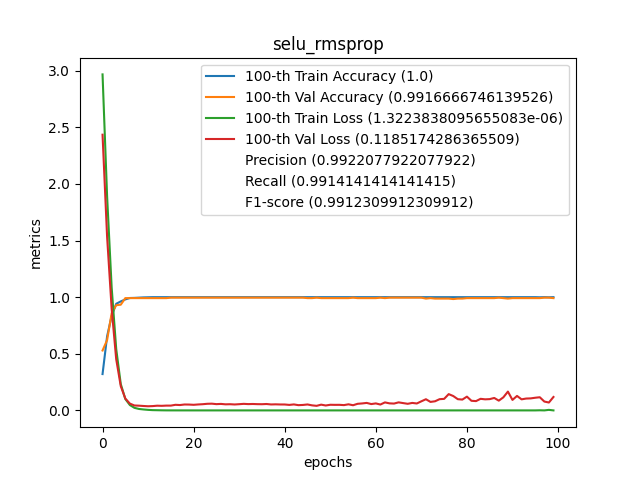 selu_rmsprop
100-th Train Accuracy (1.0)
100-th Val Accuracy (0.9916666746139526)
100-th Train Loss (1.3223838095655083e-06)
100-th Val Loss (0.1185174286365509)
Precision (0.9922077922077922)
Recall (0.9914141414141415)
F1-score (0.9912309912309912)
metrics
3.0
2.5
2.0
1.5
1.0
0.5
0.0
0 20 40 60 80 100
epochs